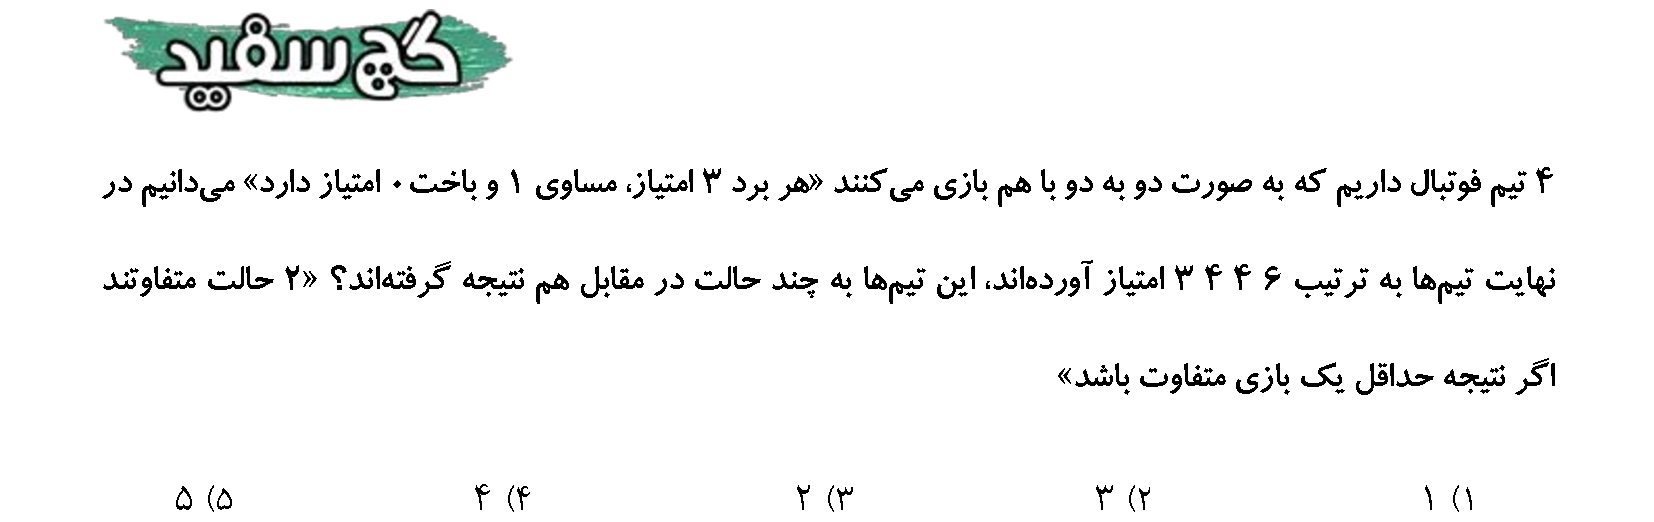 گچ سفید
۴ تیم فوتبال داریم که به صورت دو به دو با هم بازی می‌کنند «هر برد ۳ امتیاز، مساوی ۱ و باخت ۰ امتیاز دارد» می‌دانیم در
نهایت تیم‌ها به ترتیب ۶ ۴ ۴ ۳ امتیاز آورده‌اند، این تیم‌ها به چند حالت در مقابل هم نتیجه گرفته‌اند؟ «۲ حالت متفاوتند
اگر نتیجه حداقل یک بازی متفاوت باشد»
۱) ۱ ۲) ۳ ۳) ۲ ۴) ۴ ۵) ۵